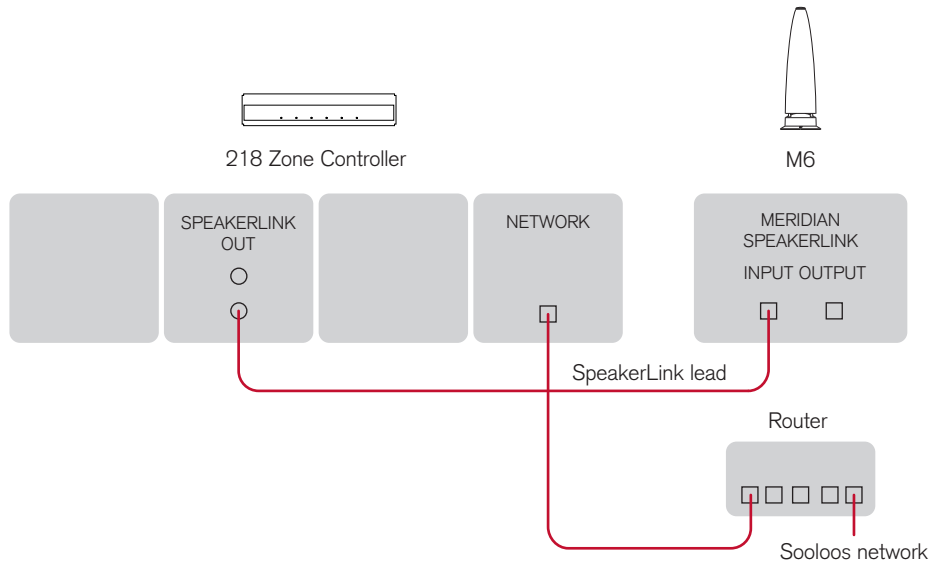 218 Zone Controller
M6
SPEAKERLINK
OUT
NETWORK
MERIDIAN
SPEAKERLINK
INPUT OUTPUT
SpeakerLink lead
Router
Sooloos network